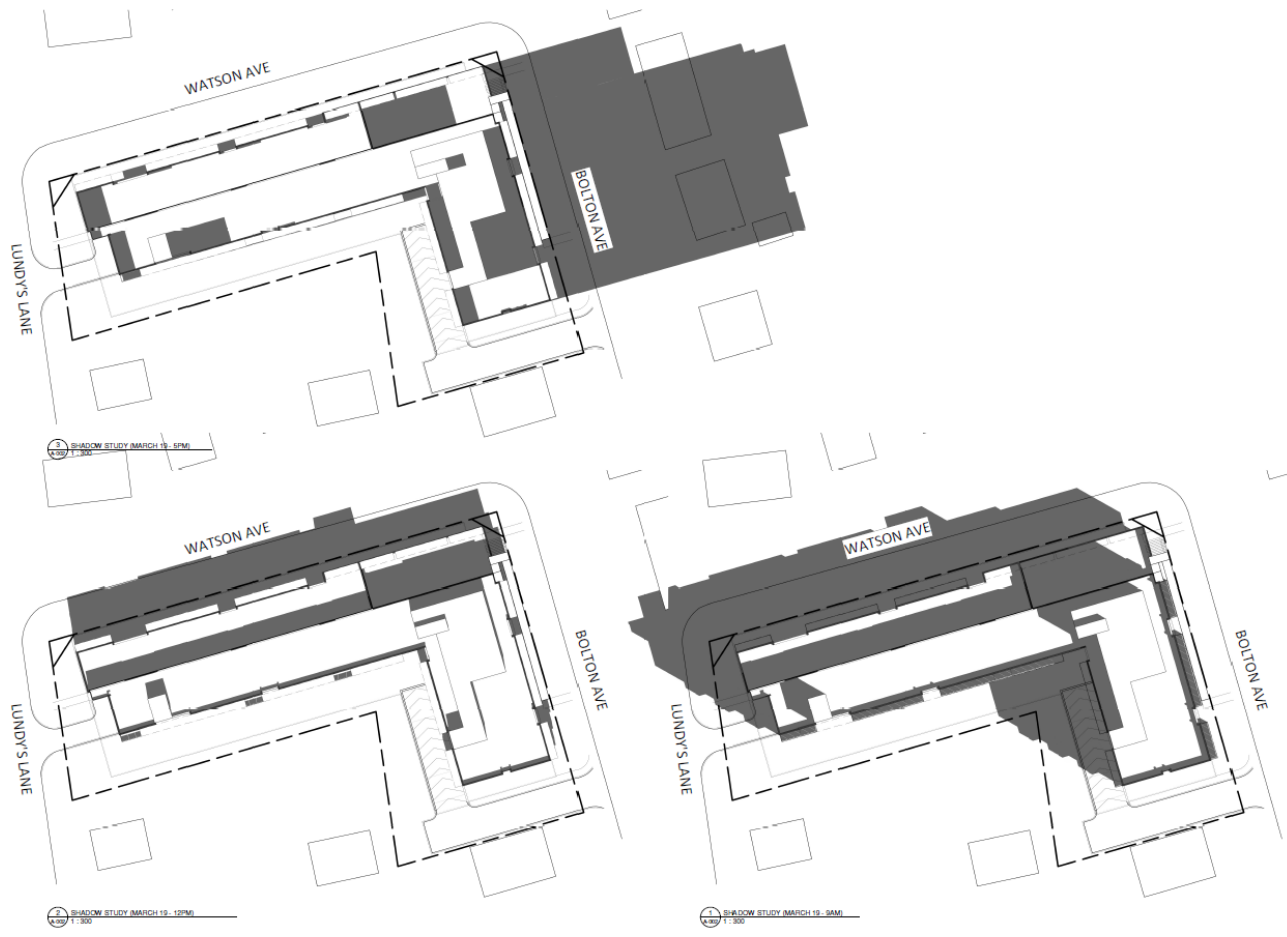 WATSON AVE
BOLTON AVE
LUNDY'S LANE
3
A-002
SHADOW STUDY (MARCH 19 - 5PM)
1 : 300
WATSON AVE
BOLTON AVE
LUNDY'S LANE
2
A-002
SHADOW STUDY (MARCH 19 - 12PM)
1 : 300
WATSON AVE
BOLTON AVE
LUNDY'S LANE
1
A-002
SHADOW STUDY (MARCH 19 - 9AM)
1 : 300